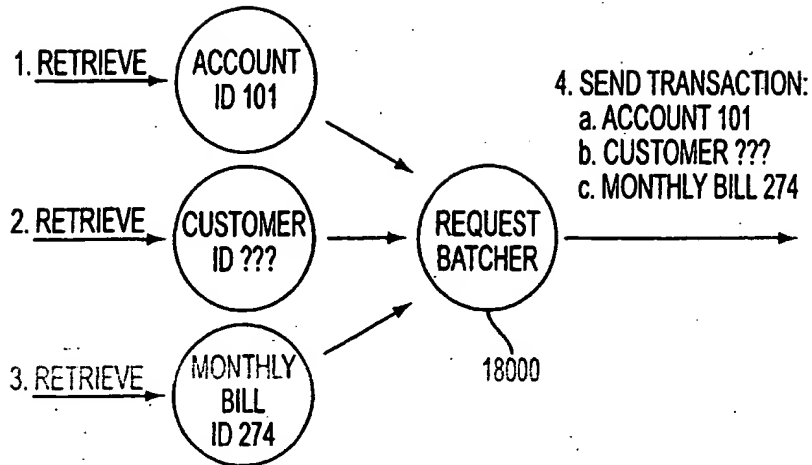 1. RETRIEVE
ACCOUNT
ID 101
2. RETRIEVE
CUSTOMER
ID ???
3. RETRIEVE
MONTHLY
BILL
ID 274
REQUEST
BATCHER
18000
4. SEND TRANSACTION:
a. ACCOUNT 101
b. CUSTOMER ???
c. MONTHLY BILL 274